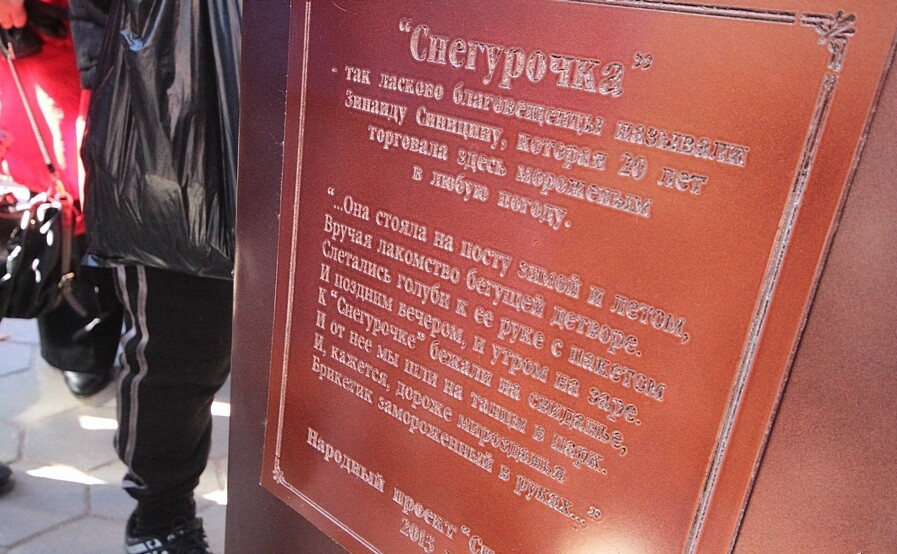 “Снегурочка”
- так ласково благовещенцы называли
Зинаиду Синицину, которая 20 лет
торговала здесь мороженым
в любую погоду.
“...Она стояла на посту зимой и летом,
Вручая лакомство бегущей детворе.
Слетались голуби к ее руке с пакетом
И поздним вечером, и утром на заре.
К “Снегурочке” бежали на свиданье,
И от нее мы шли на танцы в парк.
И, кажется, дороже мирозданья
Брикетик замороженный в руках...”
Народный проект
2013